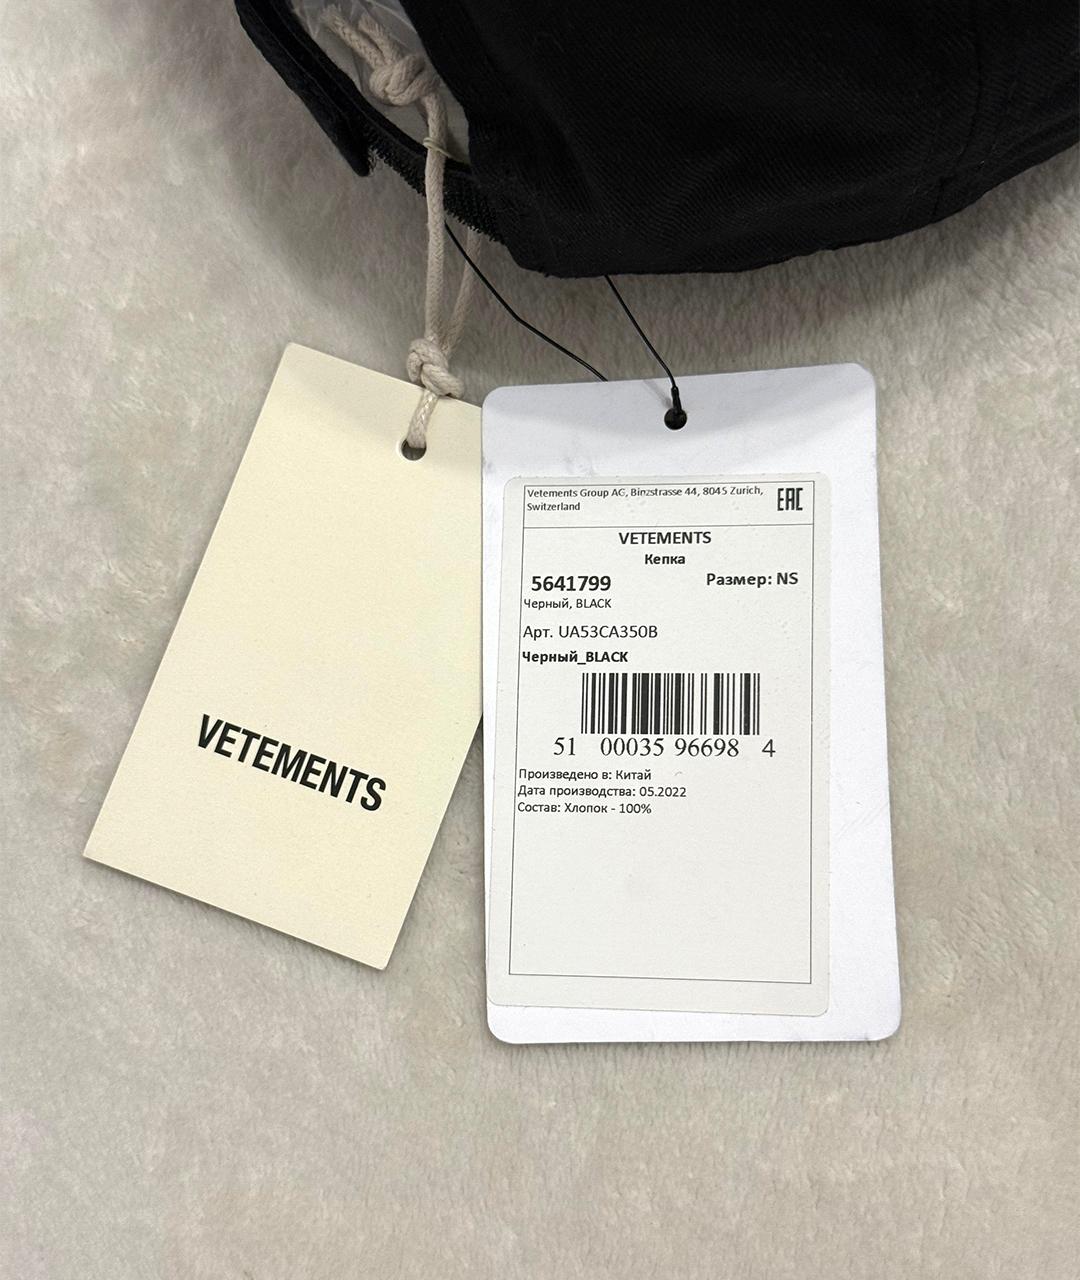 VETEMENTS
Vetements Group AG, Binzstrasse 44, 8045 Zurich,
Switzerland
EAC
VETEMENTS
Кепка
5641799
Размер: NS
Черный, BLACK
Арт. UA53CA350B
Черный_BLACK
51 00035 96698 4
Произведено в: Китай
Дата производства: 05.2022
Состав: Хлопок - 100%